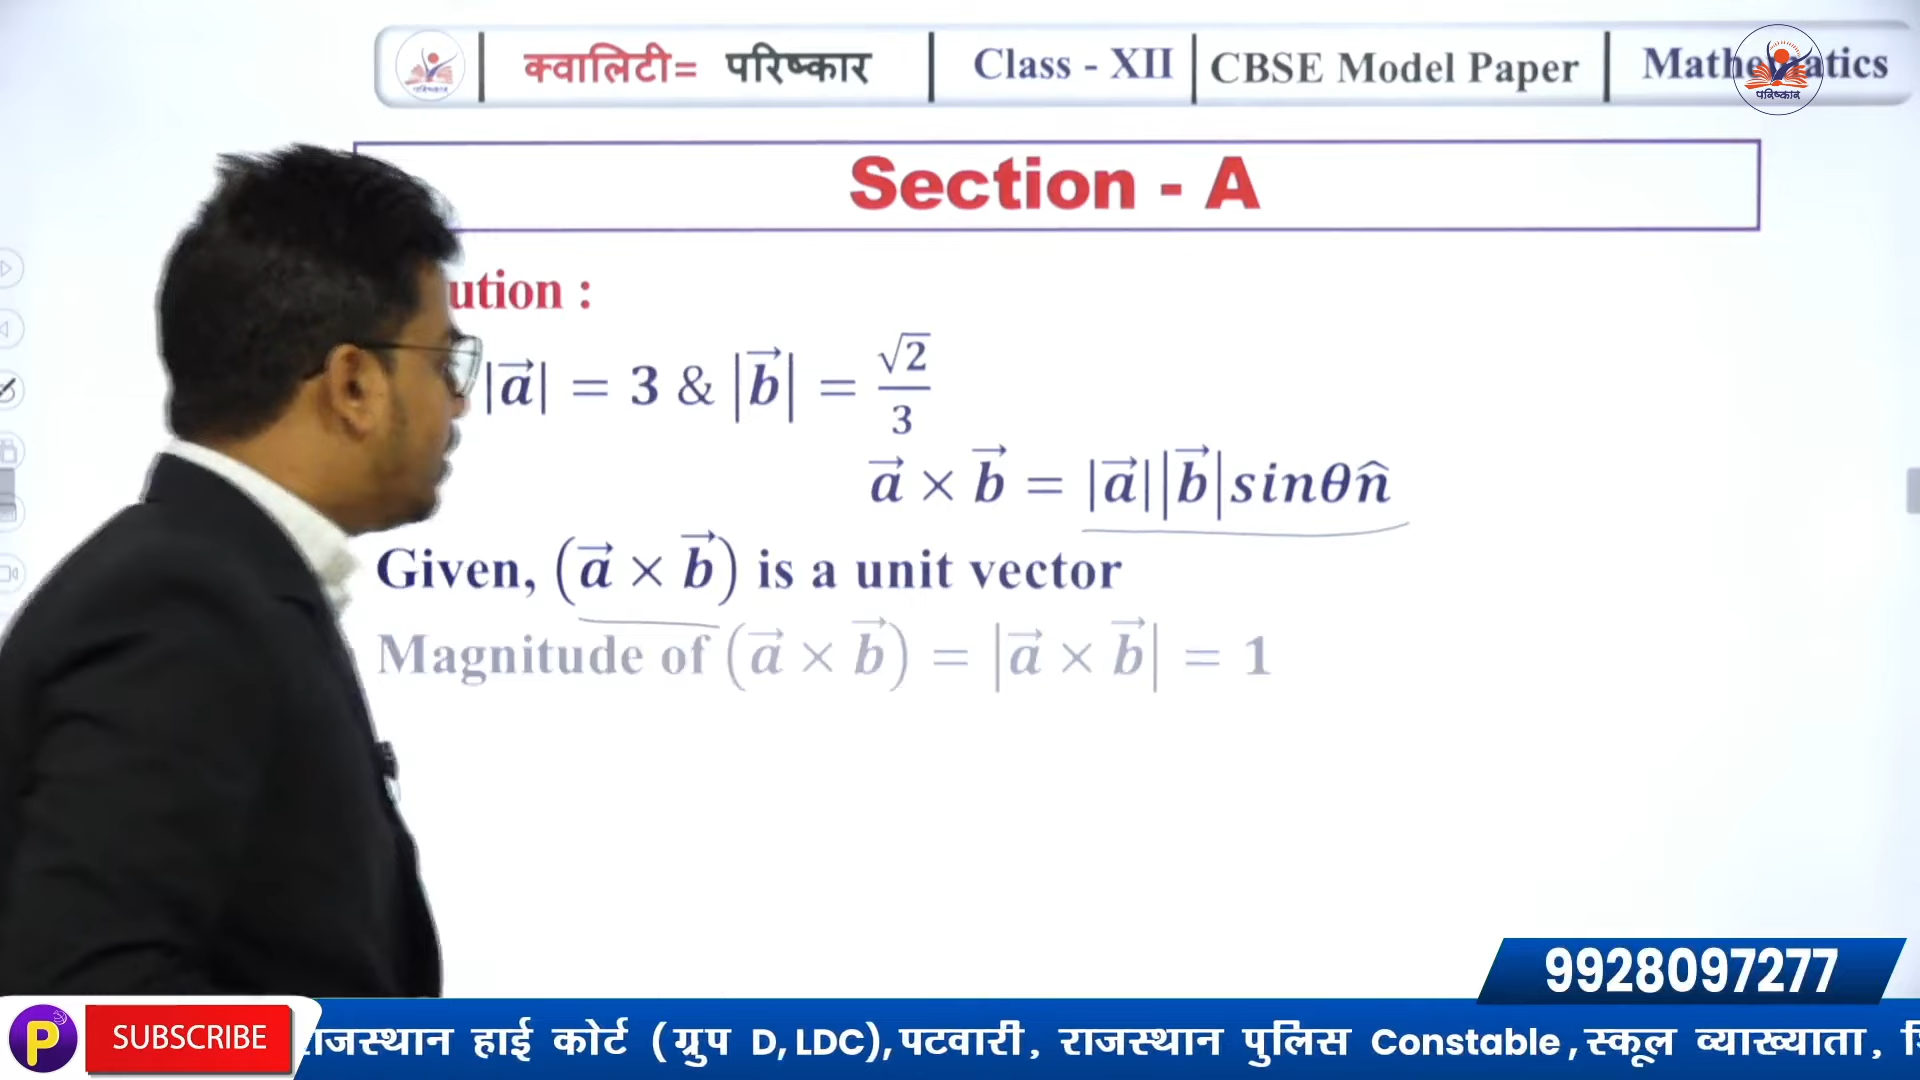 क्वालिटी= परिष्कार | Class - XII | CBSE Model Paper | Mathematics
परिष्कार
Section - A
ution :
|a⃗| = 3 & |b⃗| = √2/3
a⃗ × b⃗ = |a⃗||b⃗|sinθn̂
Given, (a⃗ × b⃗) is a unit vector
Magnitude of (a⃗ × b⃗) = |a⃗ × b⃗| = 1
9928097277
SUBSCRIBE
राजस्थान हाई कोर्ट (ग्रुप D, LDC), पटवारी, राजस्थान पुलिस Constable, स्कूल व्याख्याता,